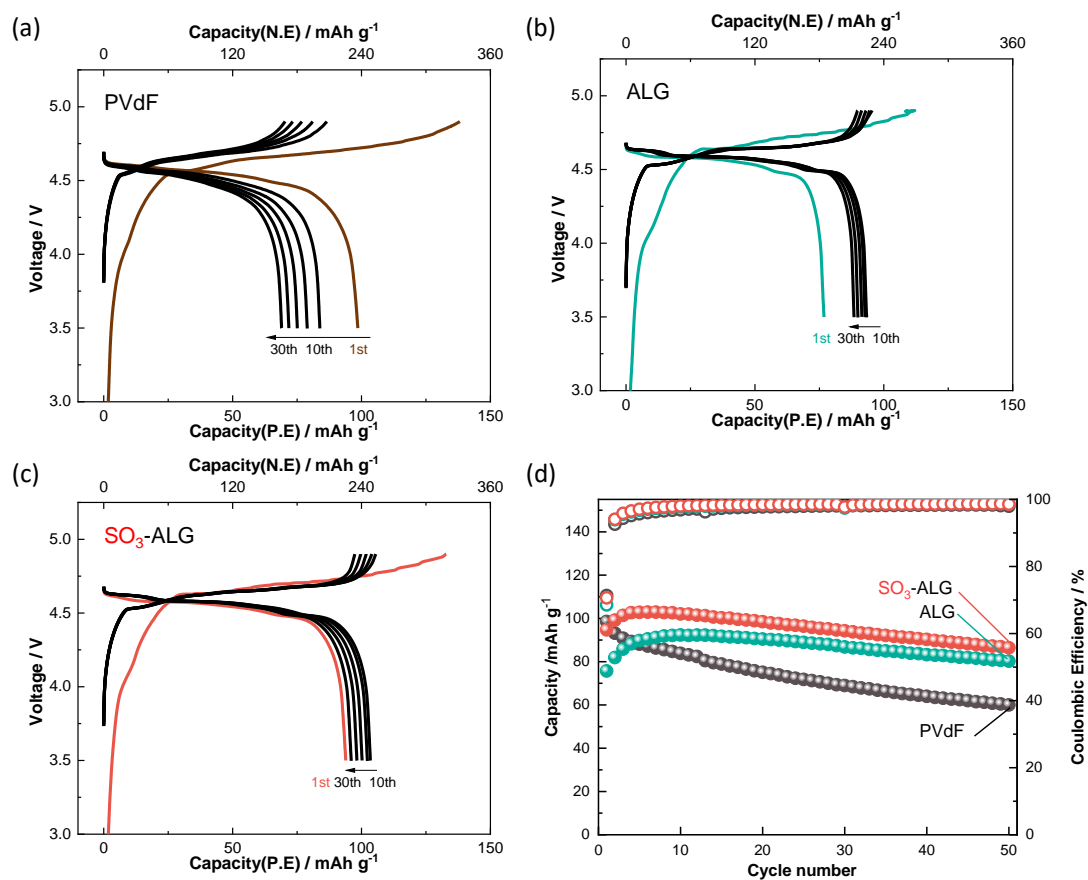 (a)
Capacity(N.E) / mAh g-1
0 120 240 360
PVdF
5.0
4.5
4.0
3.5
3.0
Voltage / V
30th 10th 1st
0 50 100 150
Capacity(P.E) / mAh g-1
(b)
Capacity(N.E) / mAh g-1
0 120 240 360
ALG
5.0
4.5
4.0
3.5
3.0
Voltage / V
1st 30th 10th
0 50 100 150
Capacity(P.E) / mAh g-1
(c)
Capacity(N.E) / mAh g-1
0 120 240 360
SO3-ALG
5.0
4.5
4.0
3.5
3.0
Voltage / V
1st 30th 10th
0 50 100 150
Capacity(P.E) / mAh g-1
(d)
140
120
100
80
60
40
20
0
Capacity /mAh g-1
SO3-ALG
ALG
PVdF
100
80
60
40
20
0
Coulombic Efficiency / %
0 10 20 30 40 50
Cycle number